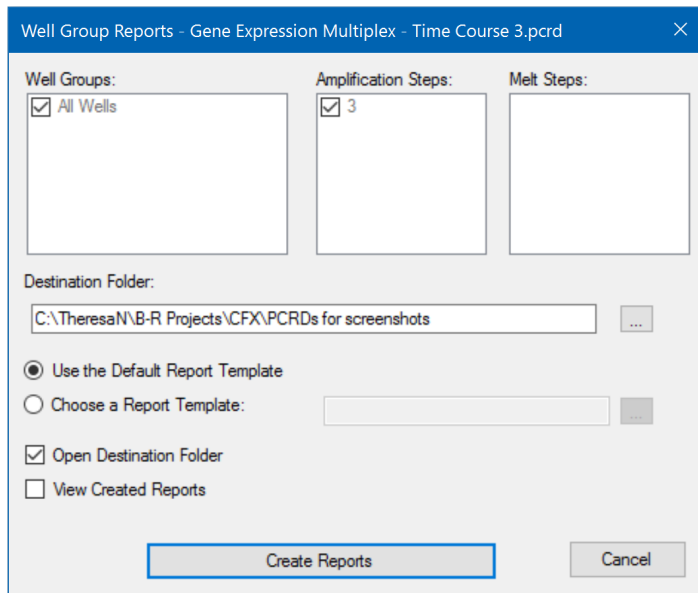 Well Group Reports - Gene Expression Multiplex - Time Course 3.pcrd
Well Groups: Amplification Steps: Melt Steps:
All Wells 3
Destination Folder:
C:\TheresaN\B-R Projects\CFX\PCRDs for screenshots ...
Use the Default Report Template
Choose a Report Template: ...
Open Destination Folder
View Created Reports
Create Reports Cancel